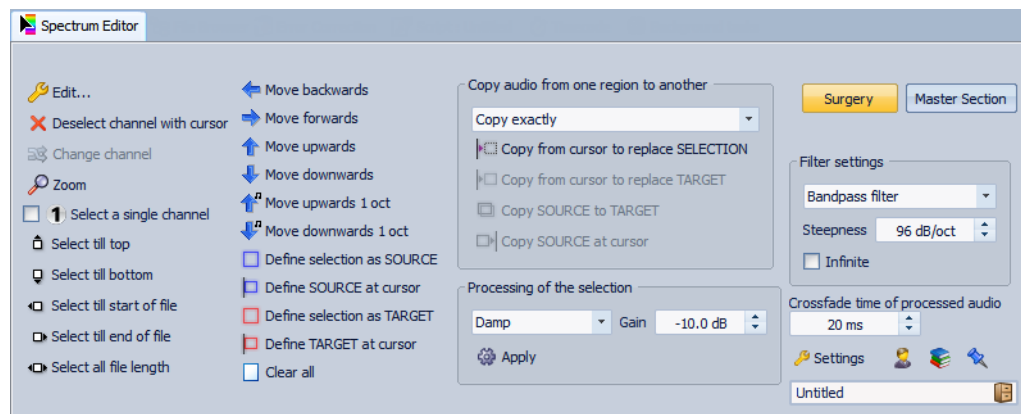 Spectrum Editor
Edit...
Deselect channel with cursor
Change channel
Zoom
1 Select a single channel
Select till top
Select till bottom
Select till start of file
Select till end of file
Select all file length
Move backwards
Move forwards
Move upwards
Move downwards
Move upwards 1 oct
Move downwards 1 oct
Define selection as SOURCE
Define SOURCE at cursor
Define selection as TARGET
Define TARGET at cursor
Clear all
Copy audio from one region to another
Copy exactly
Copy from cursor to replace SELECTION
Copy from cursor to replace TARGET
Copy SOURCE to TARGET
Copy SOURCE at cursor
Processing of the selection
Damp Gain -10.0 dB
Apply
Surgery Master Section
Filter settings
Bandpass filter
Steepness 96 dB/oct
Infinite
Crossfade time of processed audio
20 ms
Settings
Untitled